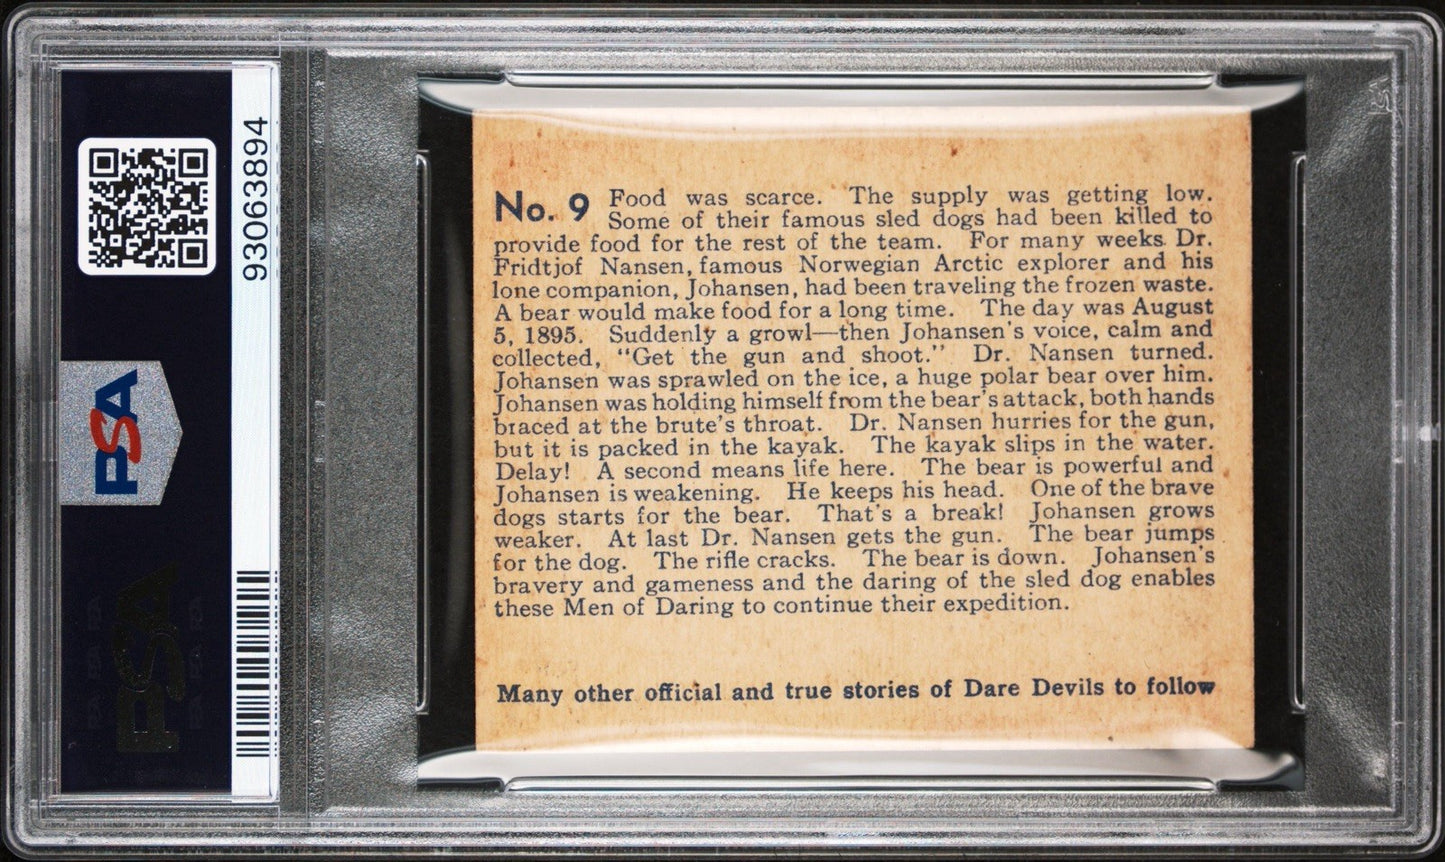 93063894
PSA
PSA
No. 9 Food was scarce. The supply was getting low.
Some of their famous sled dogs had been killed to
provide food for the rest of the team. For many weeks Dr.
Fridtjof Nansen, famous Norwegian Arctic explorer and his
lone companion, Johansen, had been traveling the frozen waste.
A bear would make food for a long time. The day was August
5, 1895. Suddenly a growl—then Johansen's voice, calm and
collected, "Get the gun and shoot." Dr. Nansen turned.
Johansen was sprawled on the ice, a huge polar bear over him.
Johansen was holding himself from the bear's attack, both hands
braced at the brute's throat. Dr. Nansen hurries for the gun,
but it is packed in the kayak. The kayak slips in the water.
Delay! A second means life here. The bear is powerful and
Johansen is weakening. He keeps his head. One of the brave
dogs starts for the bear. That's a break! Johansen grows
weaker. At last Dr. Nansen gets the gun. The bear jumps
for the dog. The rifle cracks. The bear is down. Johansen's
bravery and gameness and the daring of the sled dog enables
these Men of Daring to continue their expedition.
Many other official and true stories of Dare Devils to follow